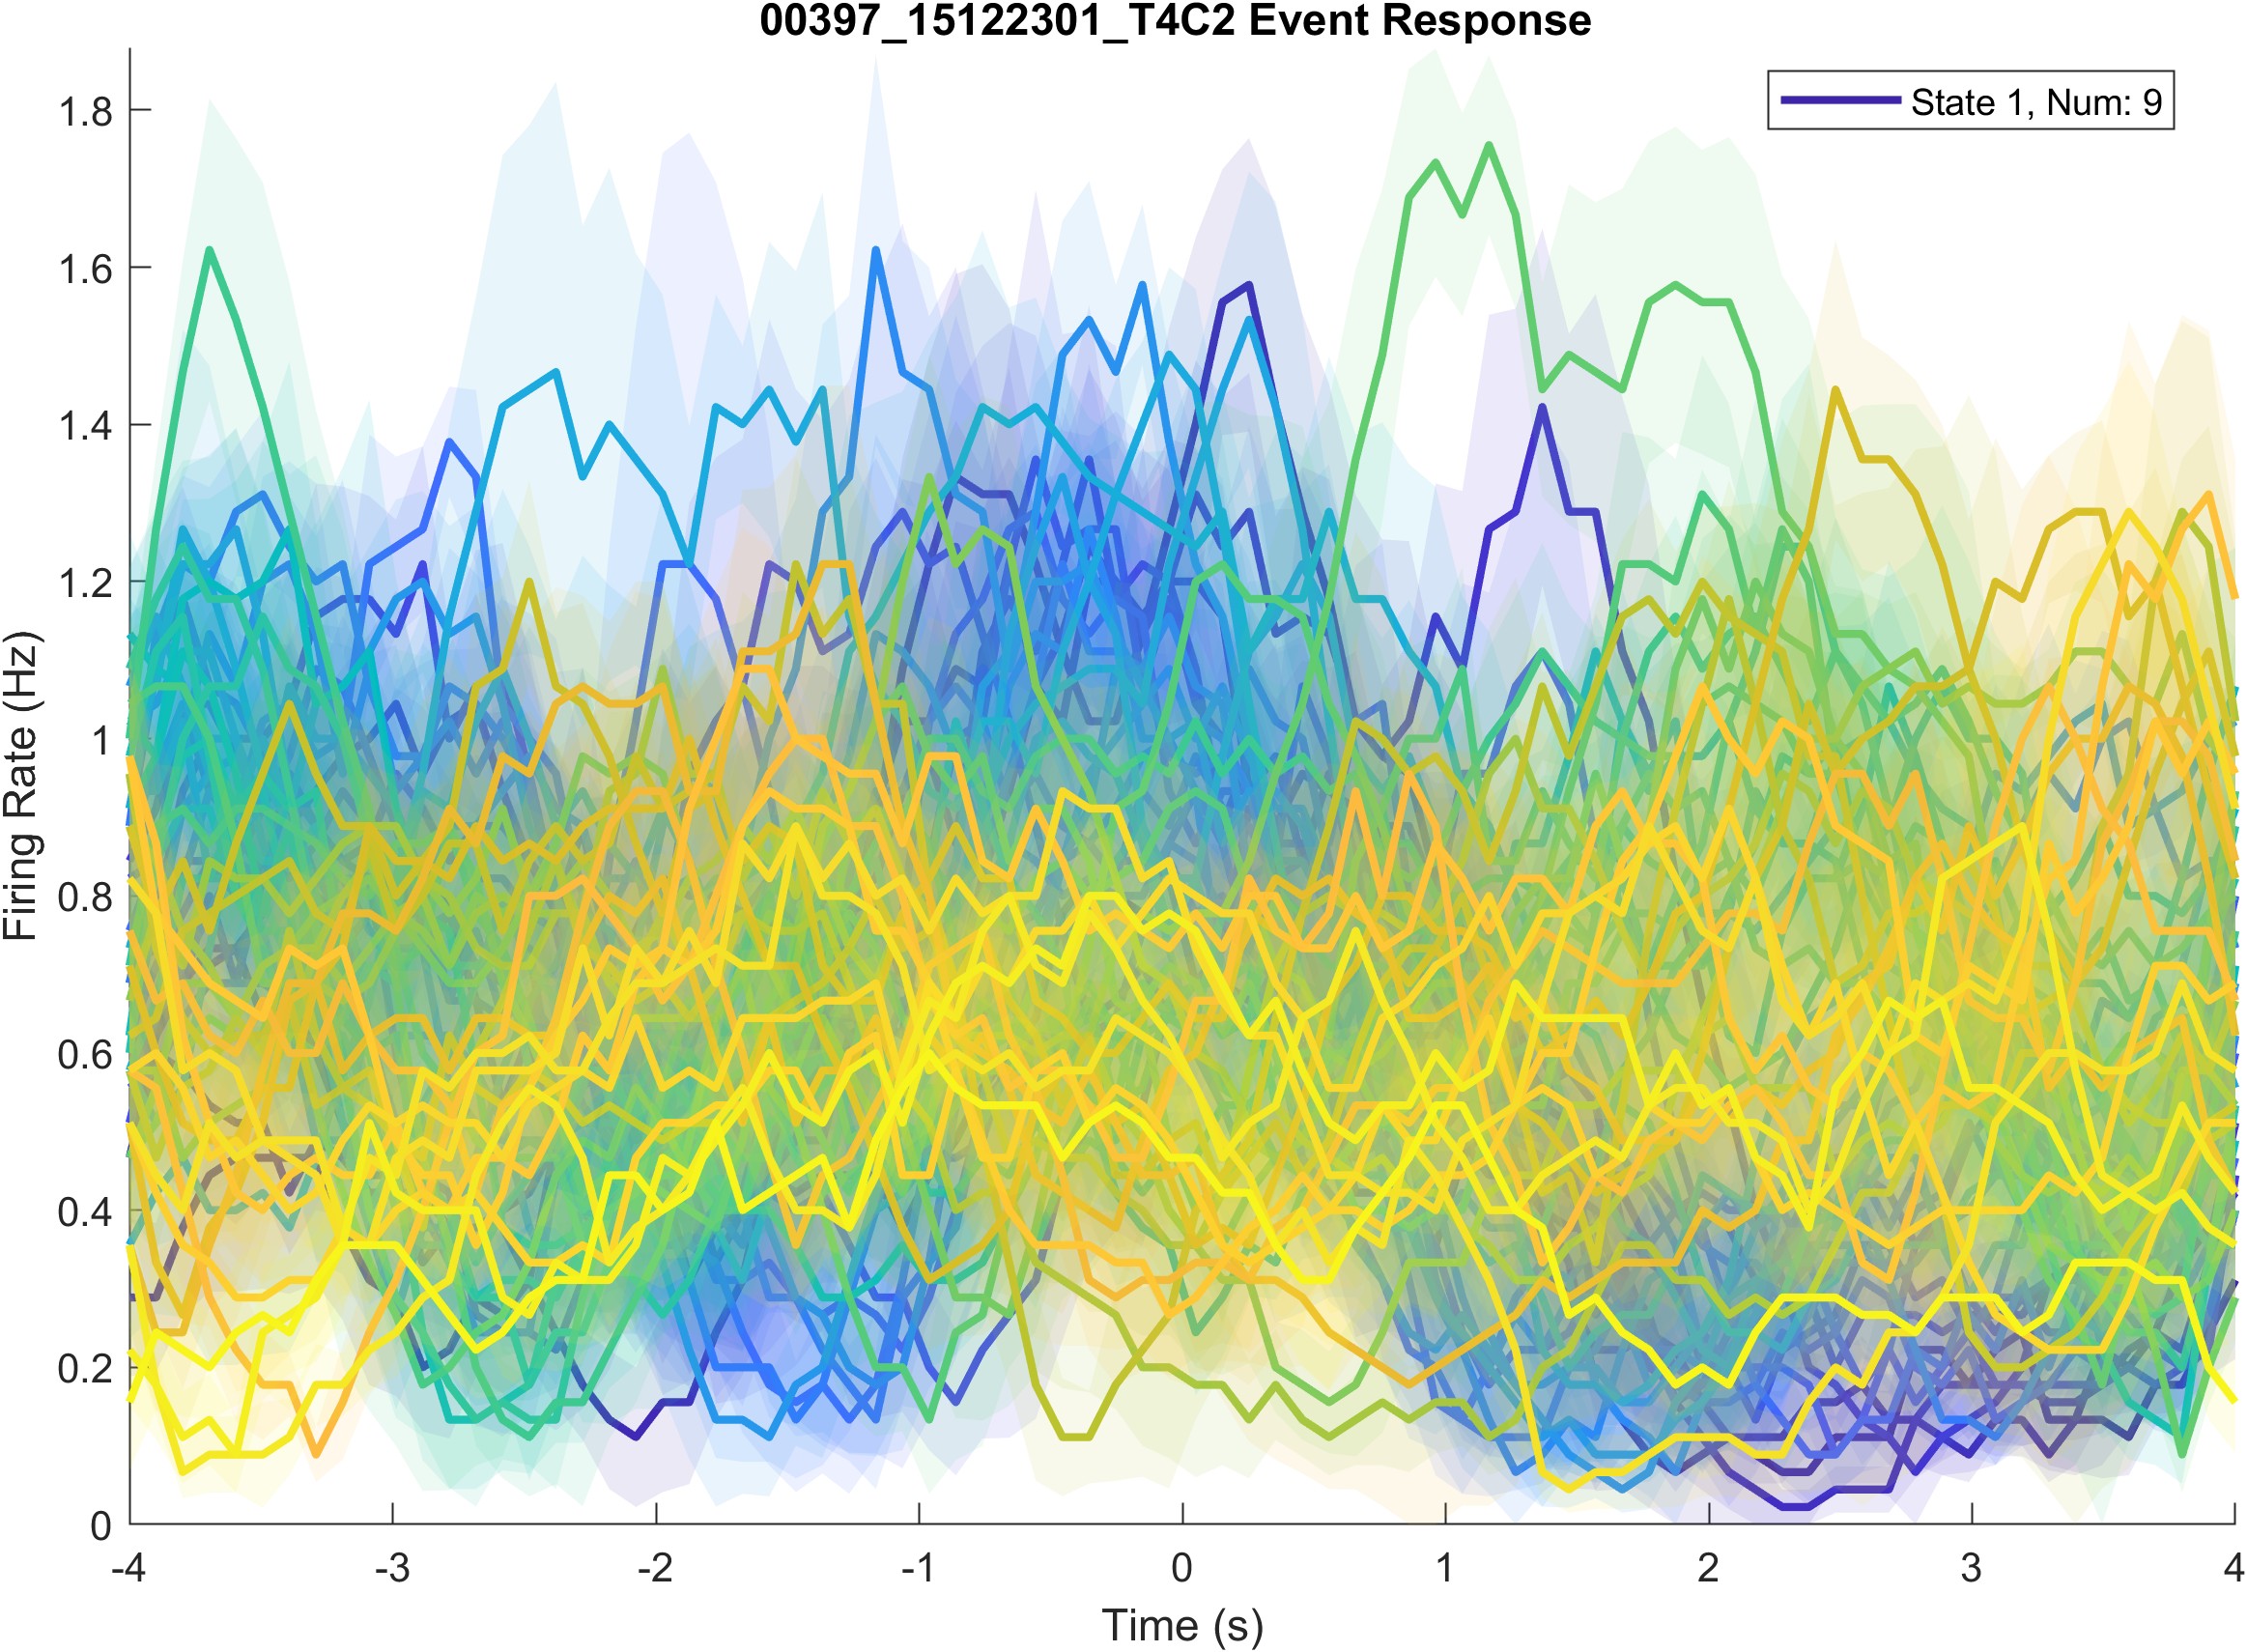 00397_15122301_T4C2 Event Response
State 1, Num: 9
Firing Rate (Hz)
1.8
1.6
1.4
1.2
1
0.8
0.6
0.4
0.2
0
-4 -3 -2 -1 0 1 2 3 4
Time (s)